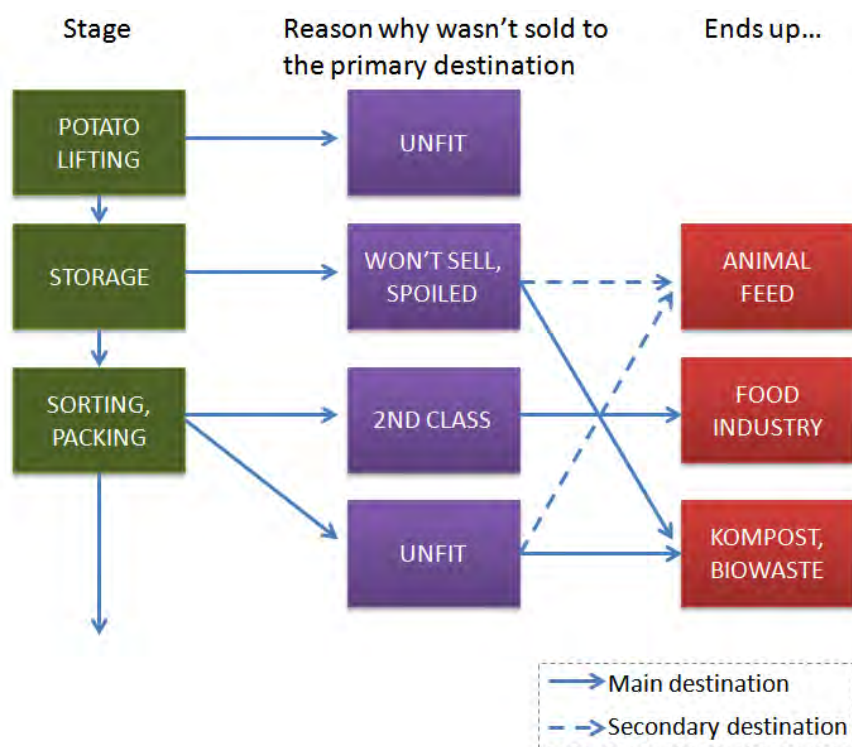 Stage
Reason why wasn't sold to
the primary destination
Ends up...
POTATO
LIFTING
UNFIT
STORAGE
WON'T SELL,
SPOILED
ANIMAL
FEED
SORTING,
PACKING
2ND CLASS
FOOD
INDUSTRY
UNFIT
KOMPOST,
BIOWASTE
Main destination
Secondary destination